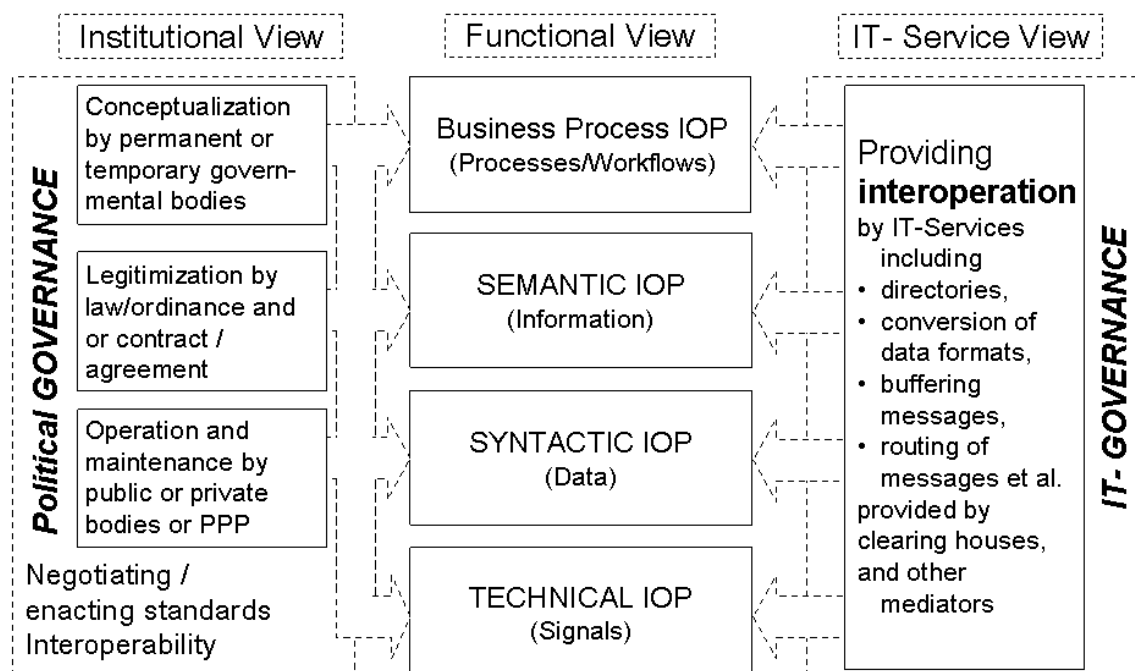 Institutional View
Functional View
IT- Service View
Political GOVERNANCE
Conceptualization
by permanent or
temporary govern-
mental bodies
Legitimization by
law/ordinance and
or contract /
agreement
Operation and
maintenance by
public or private
bodies or PPP
Negotiating /
enacting standards
Interoperability
Business Process IOP
(Processes/Workflows)
SEMANTIC IOP
(Information)
SYNTACTIC IOP
(Data)
TECHNICAL IOP
(Signals)
Providing
interoperation
by IT-Services
including
• directories,
• conversion of
data formats,
• buffering
messages,
• routing of
messages et al.
provided by
clearing houses,
and other
mediators
IT- GOVERNANCE